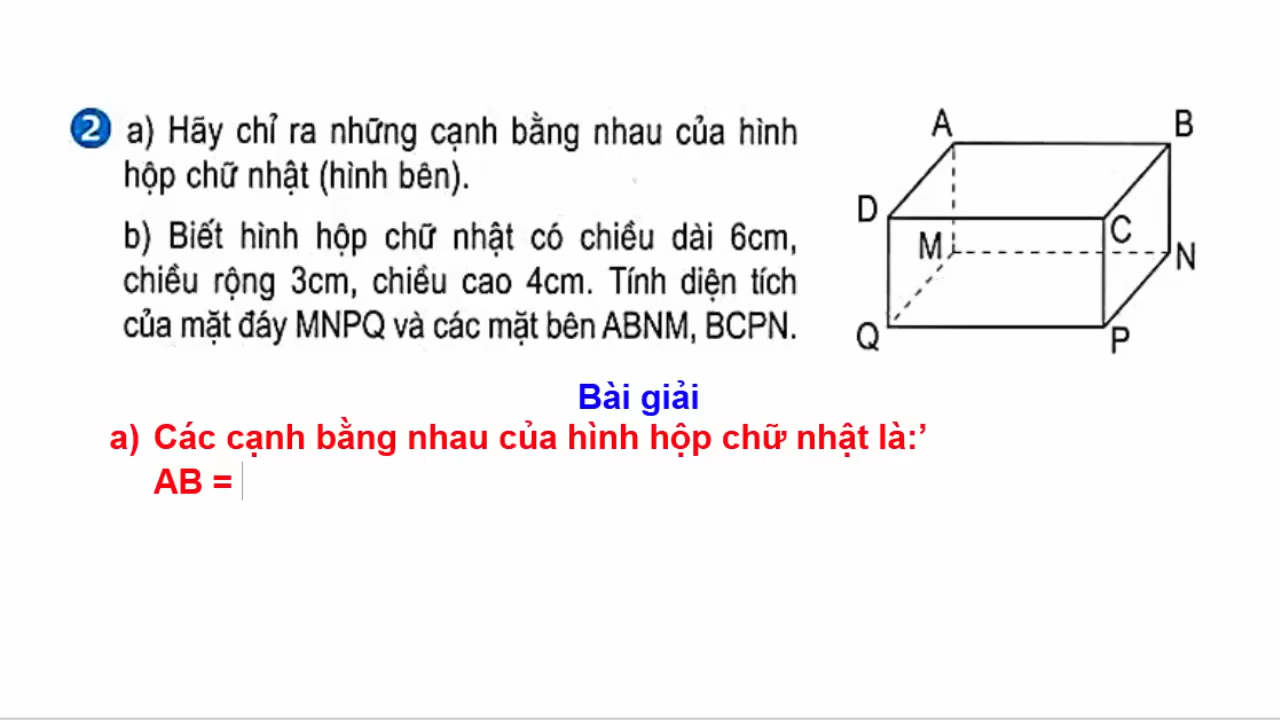 2 a) Hãy chỉ ra những cạnh bằng nhau của hình
hộp chữ nhật (hình bên).
b) Biết hình hộp chữ nhật có chiều dài 6cm,
chiều rộng 3cm, chiều cao 4cm. Tính diện tích
của mặt đáy MNPQ và các mặt bên ABNM, BCPN.
A B
D C
M N
Q P
Bài giải
a) Các cạnh bằng nhau của hình hộp chữ nhật là:’
AB =